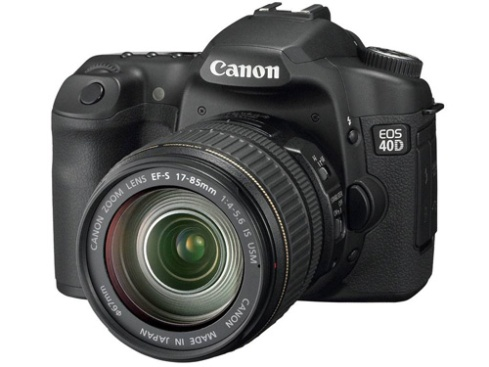 Canon
EOS
40D
CANON ZOOM LENS EF-S 17-85mm 1:4-5.6 IS USM
Ø67mm
MADE IN JAPAN
CANON